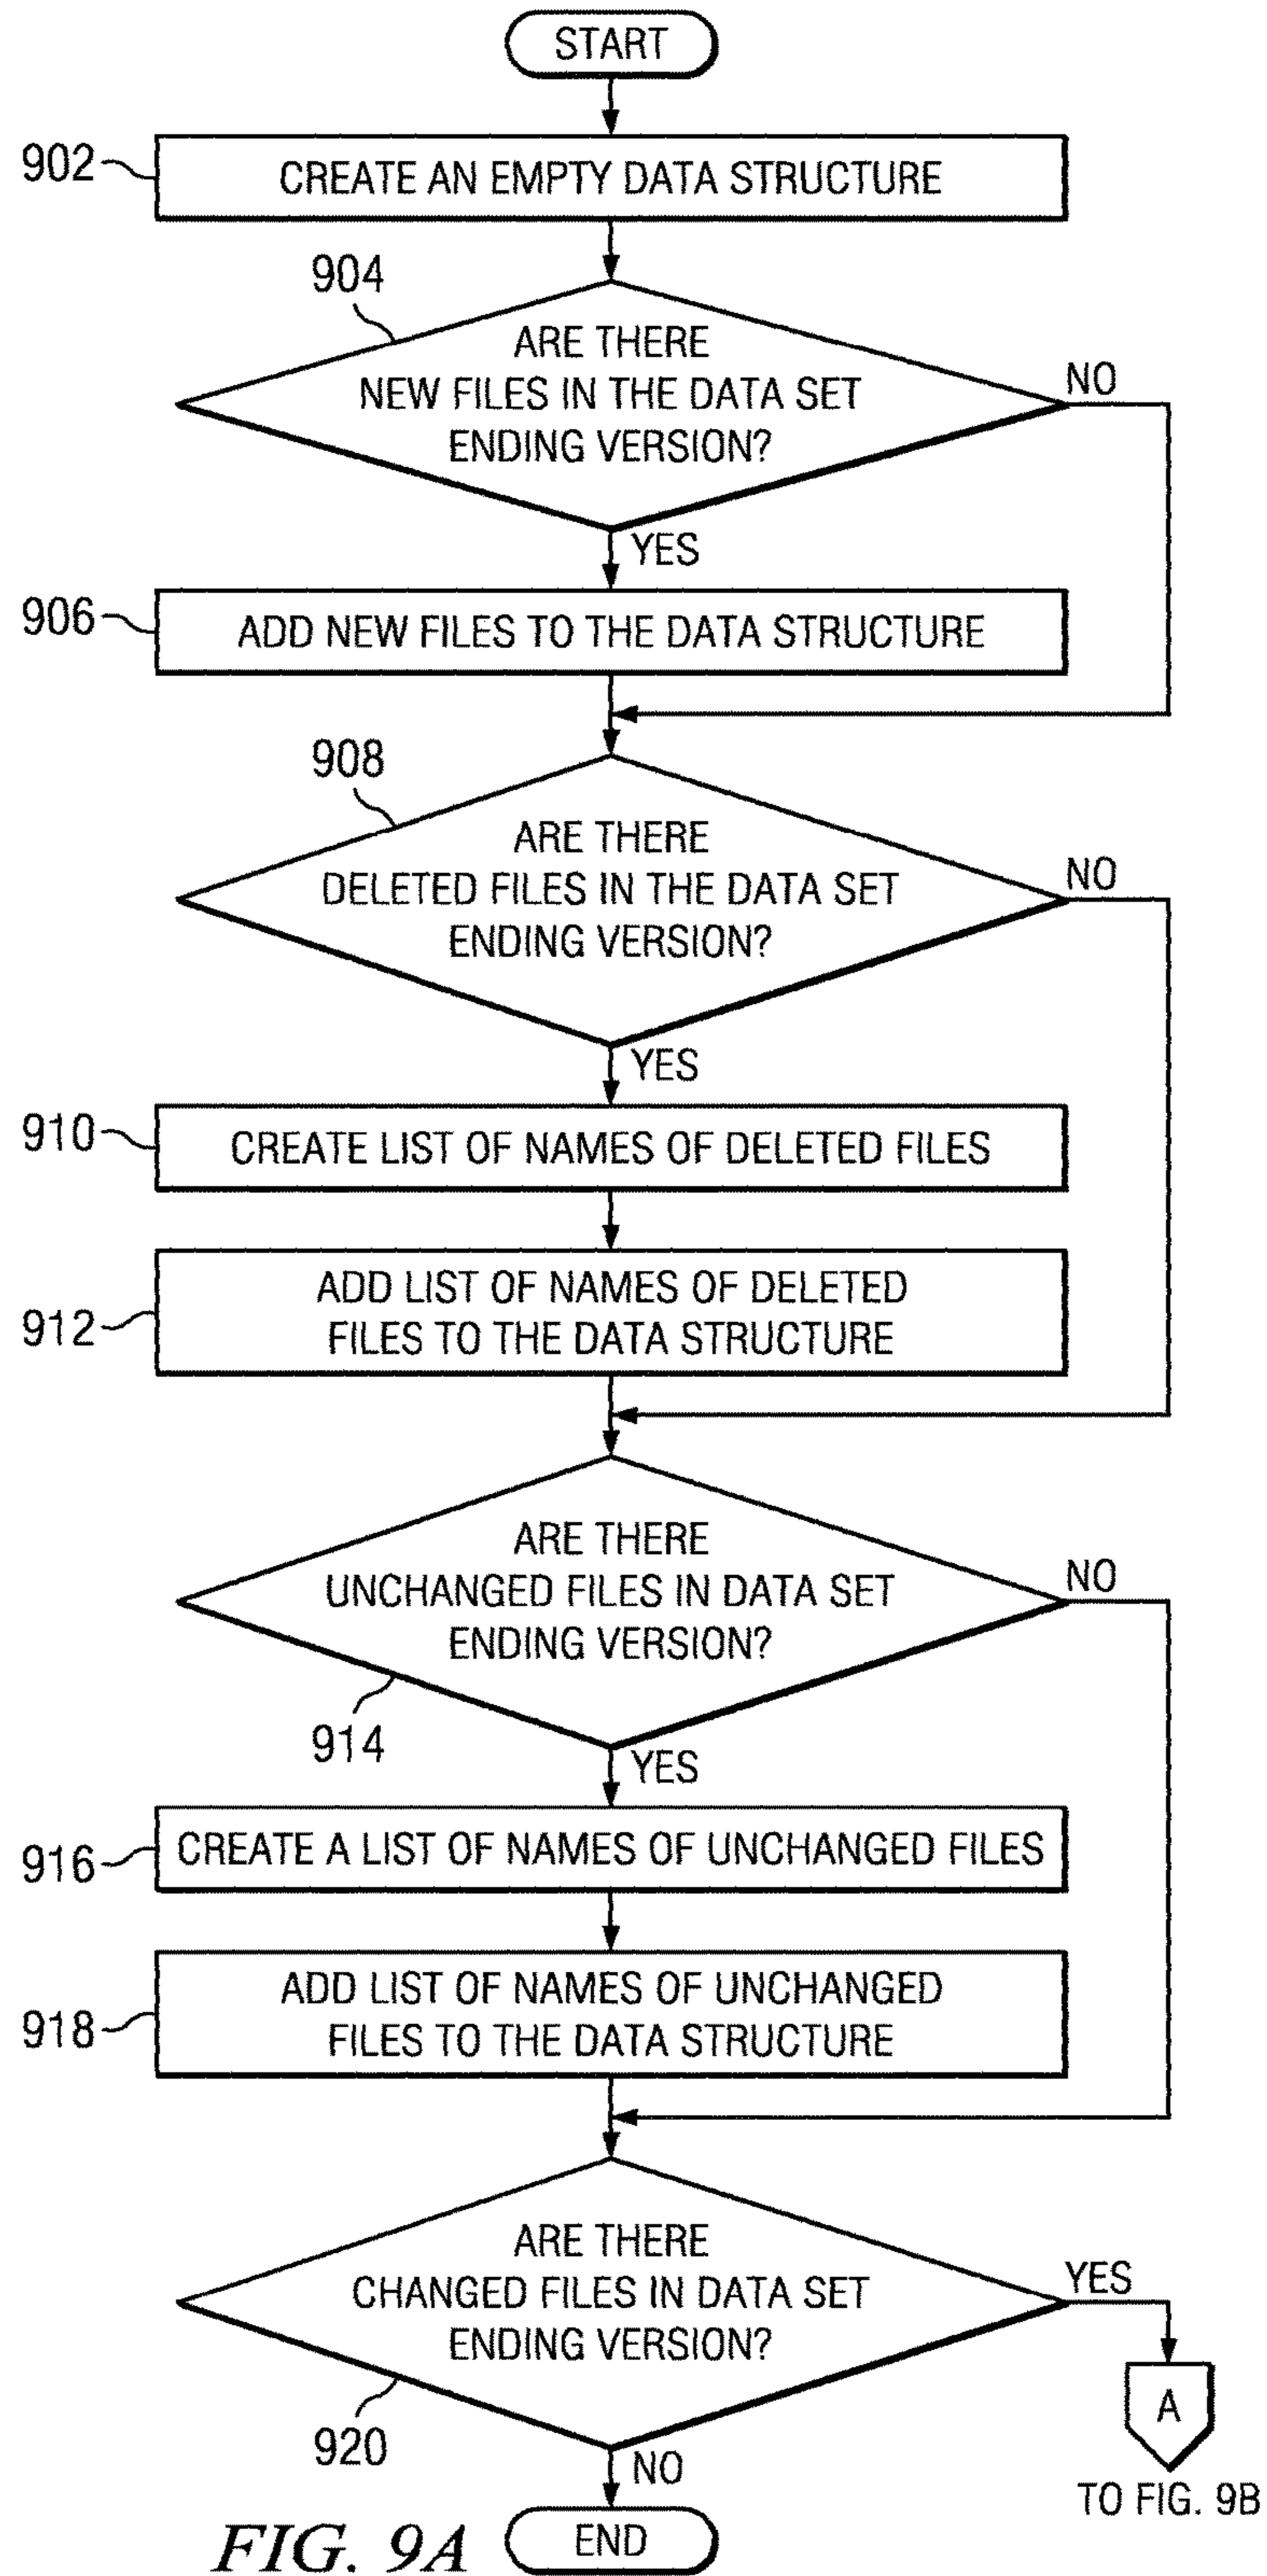 START
902
CREATE AN EMPTY DATA STRUCTURE
904
ARE THERE
NEW FILES IN THE DATA SET
ENDING VERSION?
NO
YES
906
ADD NEW FILES TO THE DATA STRUCTURE
908
ARE THERE
DELETED FILES IN THE DATA SET
ENDING VERSION?
NO
YES
910
CREATE LIST OF NAMES OF DELETED FILES
912
ADD LIST OF NAMES OF DELETED
FILES TO THE DATA STRUCTURE
ARE THERE
UNCHANGED FILES IN DATA SET
ENDING VERSION?
NO
914
YES
916
CREATE A LIST OF NAMES OF UNCHANGED FILES
918
ADD LIST OF NAMES OF UNCHANGED
FILES TO THE DATA STRUCTURE
ARE THERE
CHANGED FILES IN DATA SET
ENDING VERSION?
YES
920
A
NO
TO FIG. 9B
FIG. 9A
END